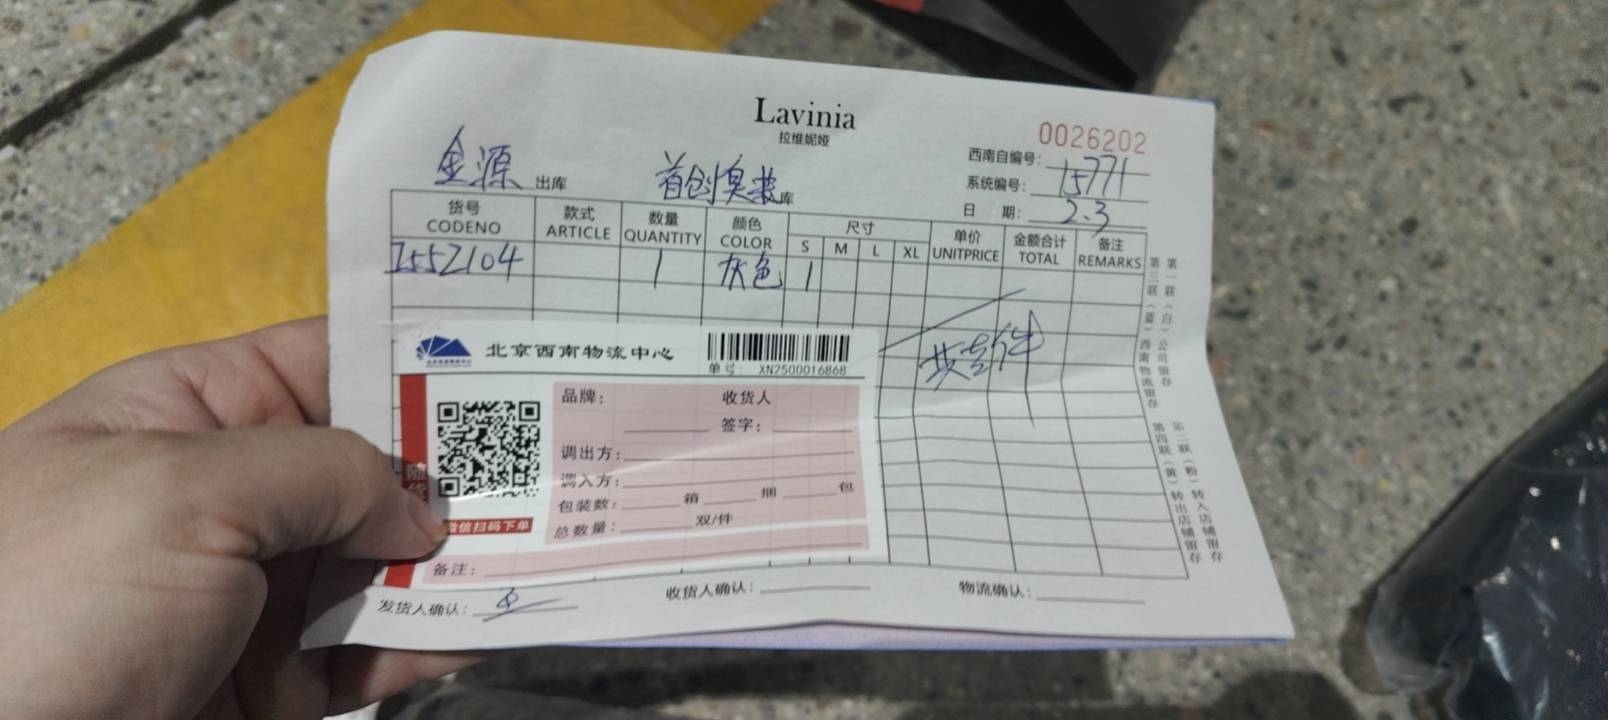 Lavinia
拉维妮娅
0026202
西南自编号:
金源 出库 首创奥莱库
系统编号: 15771
日 期: 2.3
货号 款式 数量 颜色 尺寸 单价 金额合计 备注
CODENO ARTICLE QUANTITY COLOR S M L XL UNITPRICE TOTAL REMARKS
2552104 1 灰色 1
共壹件
北京西南物流中心
单号: XN2500016868
品牌: 收货人
签字:
调出方:
调入方:
包装数: 箱 捆 包
总数量: 双/件
微信扫码下单
备注:
发货人确认: 收货人确认: 物流确认:
第一联(白)公司留存
第三联(蓝)西南物流留存
第二联(粉)转入店铺留存
第四联(黄)转出店铺留存